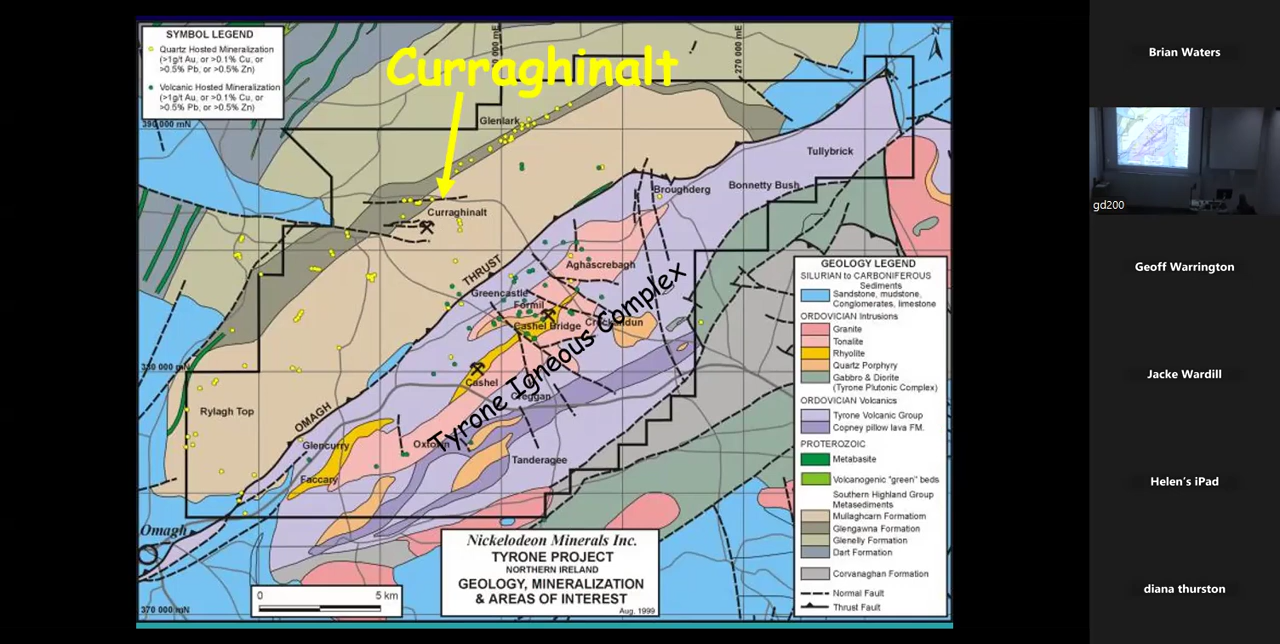 SYMBOL LEGEND
Quartz Hosted Mineralization
(>1g/t Au, or >0.1% Cu, or
>0.5% Pb, or >0.5% Zn)
Volcanic Hosted Mineralization
(>1g/t Au, or >0.1% Cu, or
>0.5% Pb, or >0.5% Zn)
Curraghinalt
270 000 mE
N
390 000 mN
Glenlark
Tullybrick
Bonnetty Bush
Broughderg
Curraghinalt
THRUST
Aghascrebagh
Greencastle
Formil
Cashel Bridge
Cashel
Creggan
Tyrone Igneous Complex
Rylagh Top
OMAGH
Glencurry
Tanderagee
Faccary
Omagh
370 000 mN
0 5 km
Nickelodeon Minerals Inc.
TYRONE PROJECT
NORTHERN IRELAND
GEOLOGY, MINERALIZATION
& AREAS OF INTEREST
Aug. 1999
GEOLOGY LEGEND
SILURIAN to CARBONIFEROUS
Sediments
Sandstone, mudstone,
Conglomerates, limestone
ORDOVICIAN Intrusions
Granite
Tonalite
Rhyolite
Quartz Porphyry
Gabbro & Diorite
(Tyrone Plutonic Complex)
ORDOVICIAN Volcanics
Tyrone Volcanic Group
Copney pillow lava FM.
PROTEROZOIC
Metabasite
Volcanogenic "green" beds
Southern Highland Group
Metasediments
Mullaghcarn Formation
Glengawna Formation
Glenelly Formation
Dart Formation
Corvanaghan Formation
Normal Fault
Thrust Fault
Brian Waters
gd200
Geoff Warrington
Jacke Wardill
Helen's iPad
diana thurston